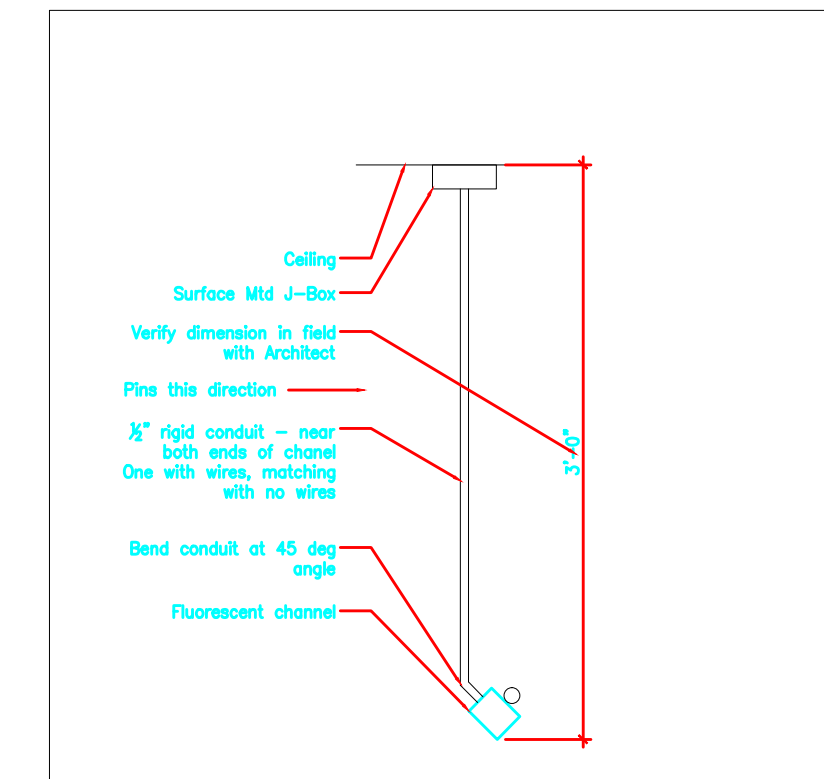 Ceiling
Surface Mtd J-Box
Verify dimension in field
with Architect
Pins this direction
½" rigid conduit - near
both ends of chanel
One with wires, matching
with no wires
3'-0"
Bend conduit at 45 deg
angle
Fluorescent channel